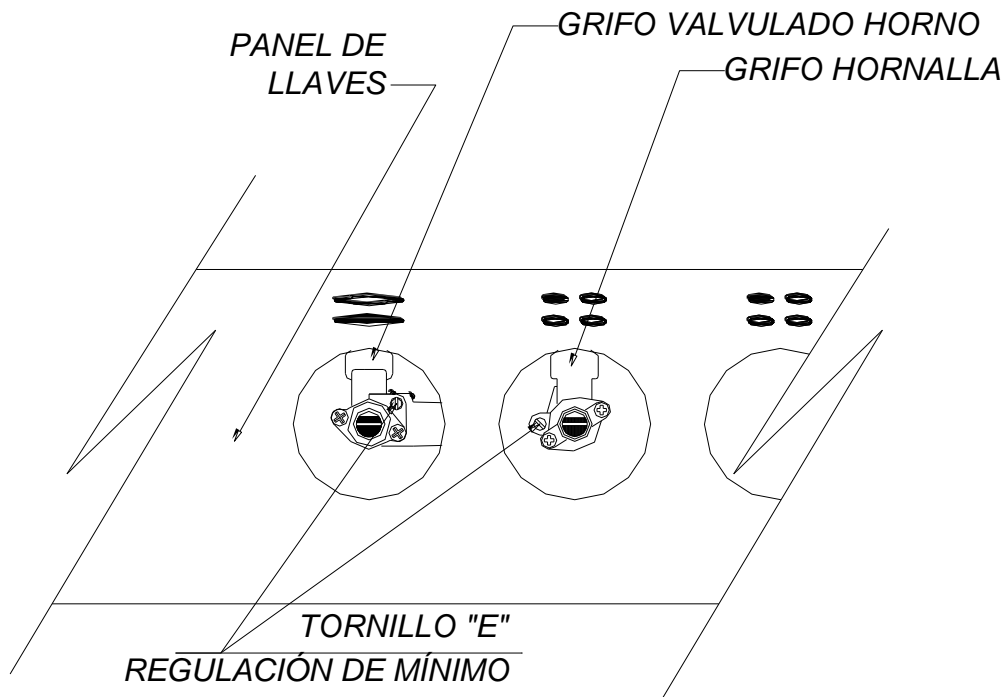 GRIFO VALVULADO HORNO
PANEL DE
LLAVES
GRIFO HORNALLA
TORNILLO "E"
REGULACIÓN DE MÍNIMO